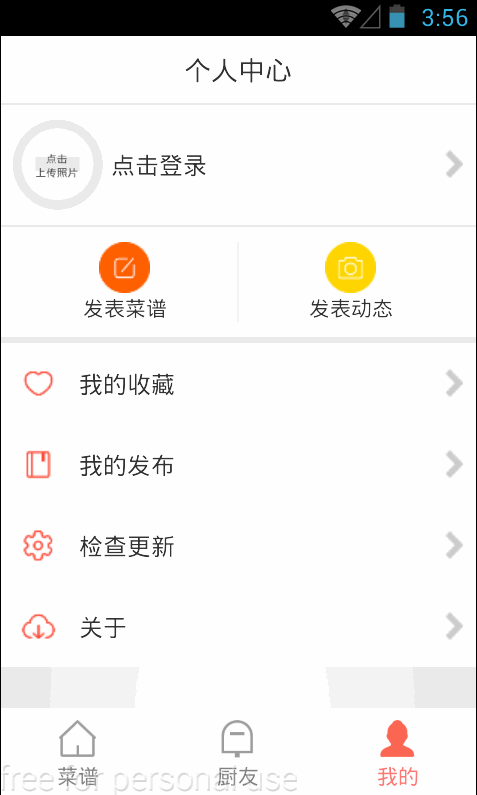 3:56
个人中心
点击
上传照片
点击登录
发表菜谱 发表动态
我的收藏
我的发布
检查更新
关于
菜谱 厨友 我的
free for personal use